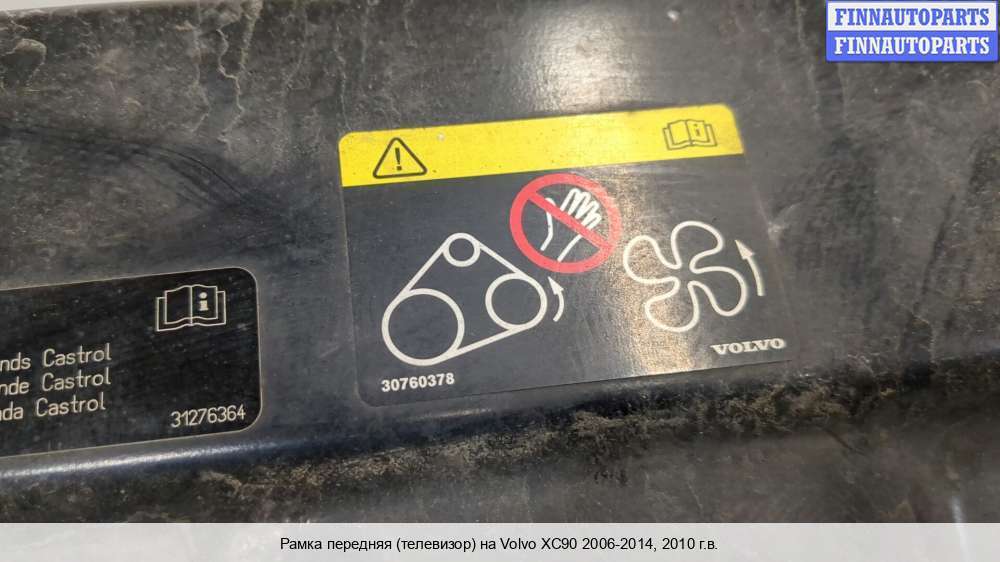 FINNAUTOPARTS
FINNAUTOPARTS
30760378
VOLVO
nds Castrol
nde Castrol
nda Castrol
31276364
Рамка передняя (телевизор) на Volvo XC90 2006-2014, 2010 г.в.